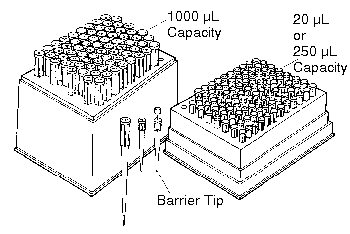 1000 µL
Capacity
20 µL
or
250 µL
Capacity
Barrier Tip